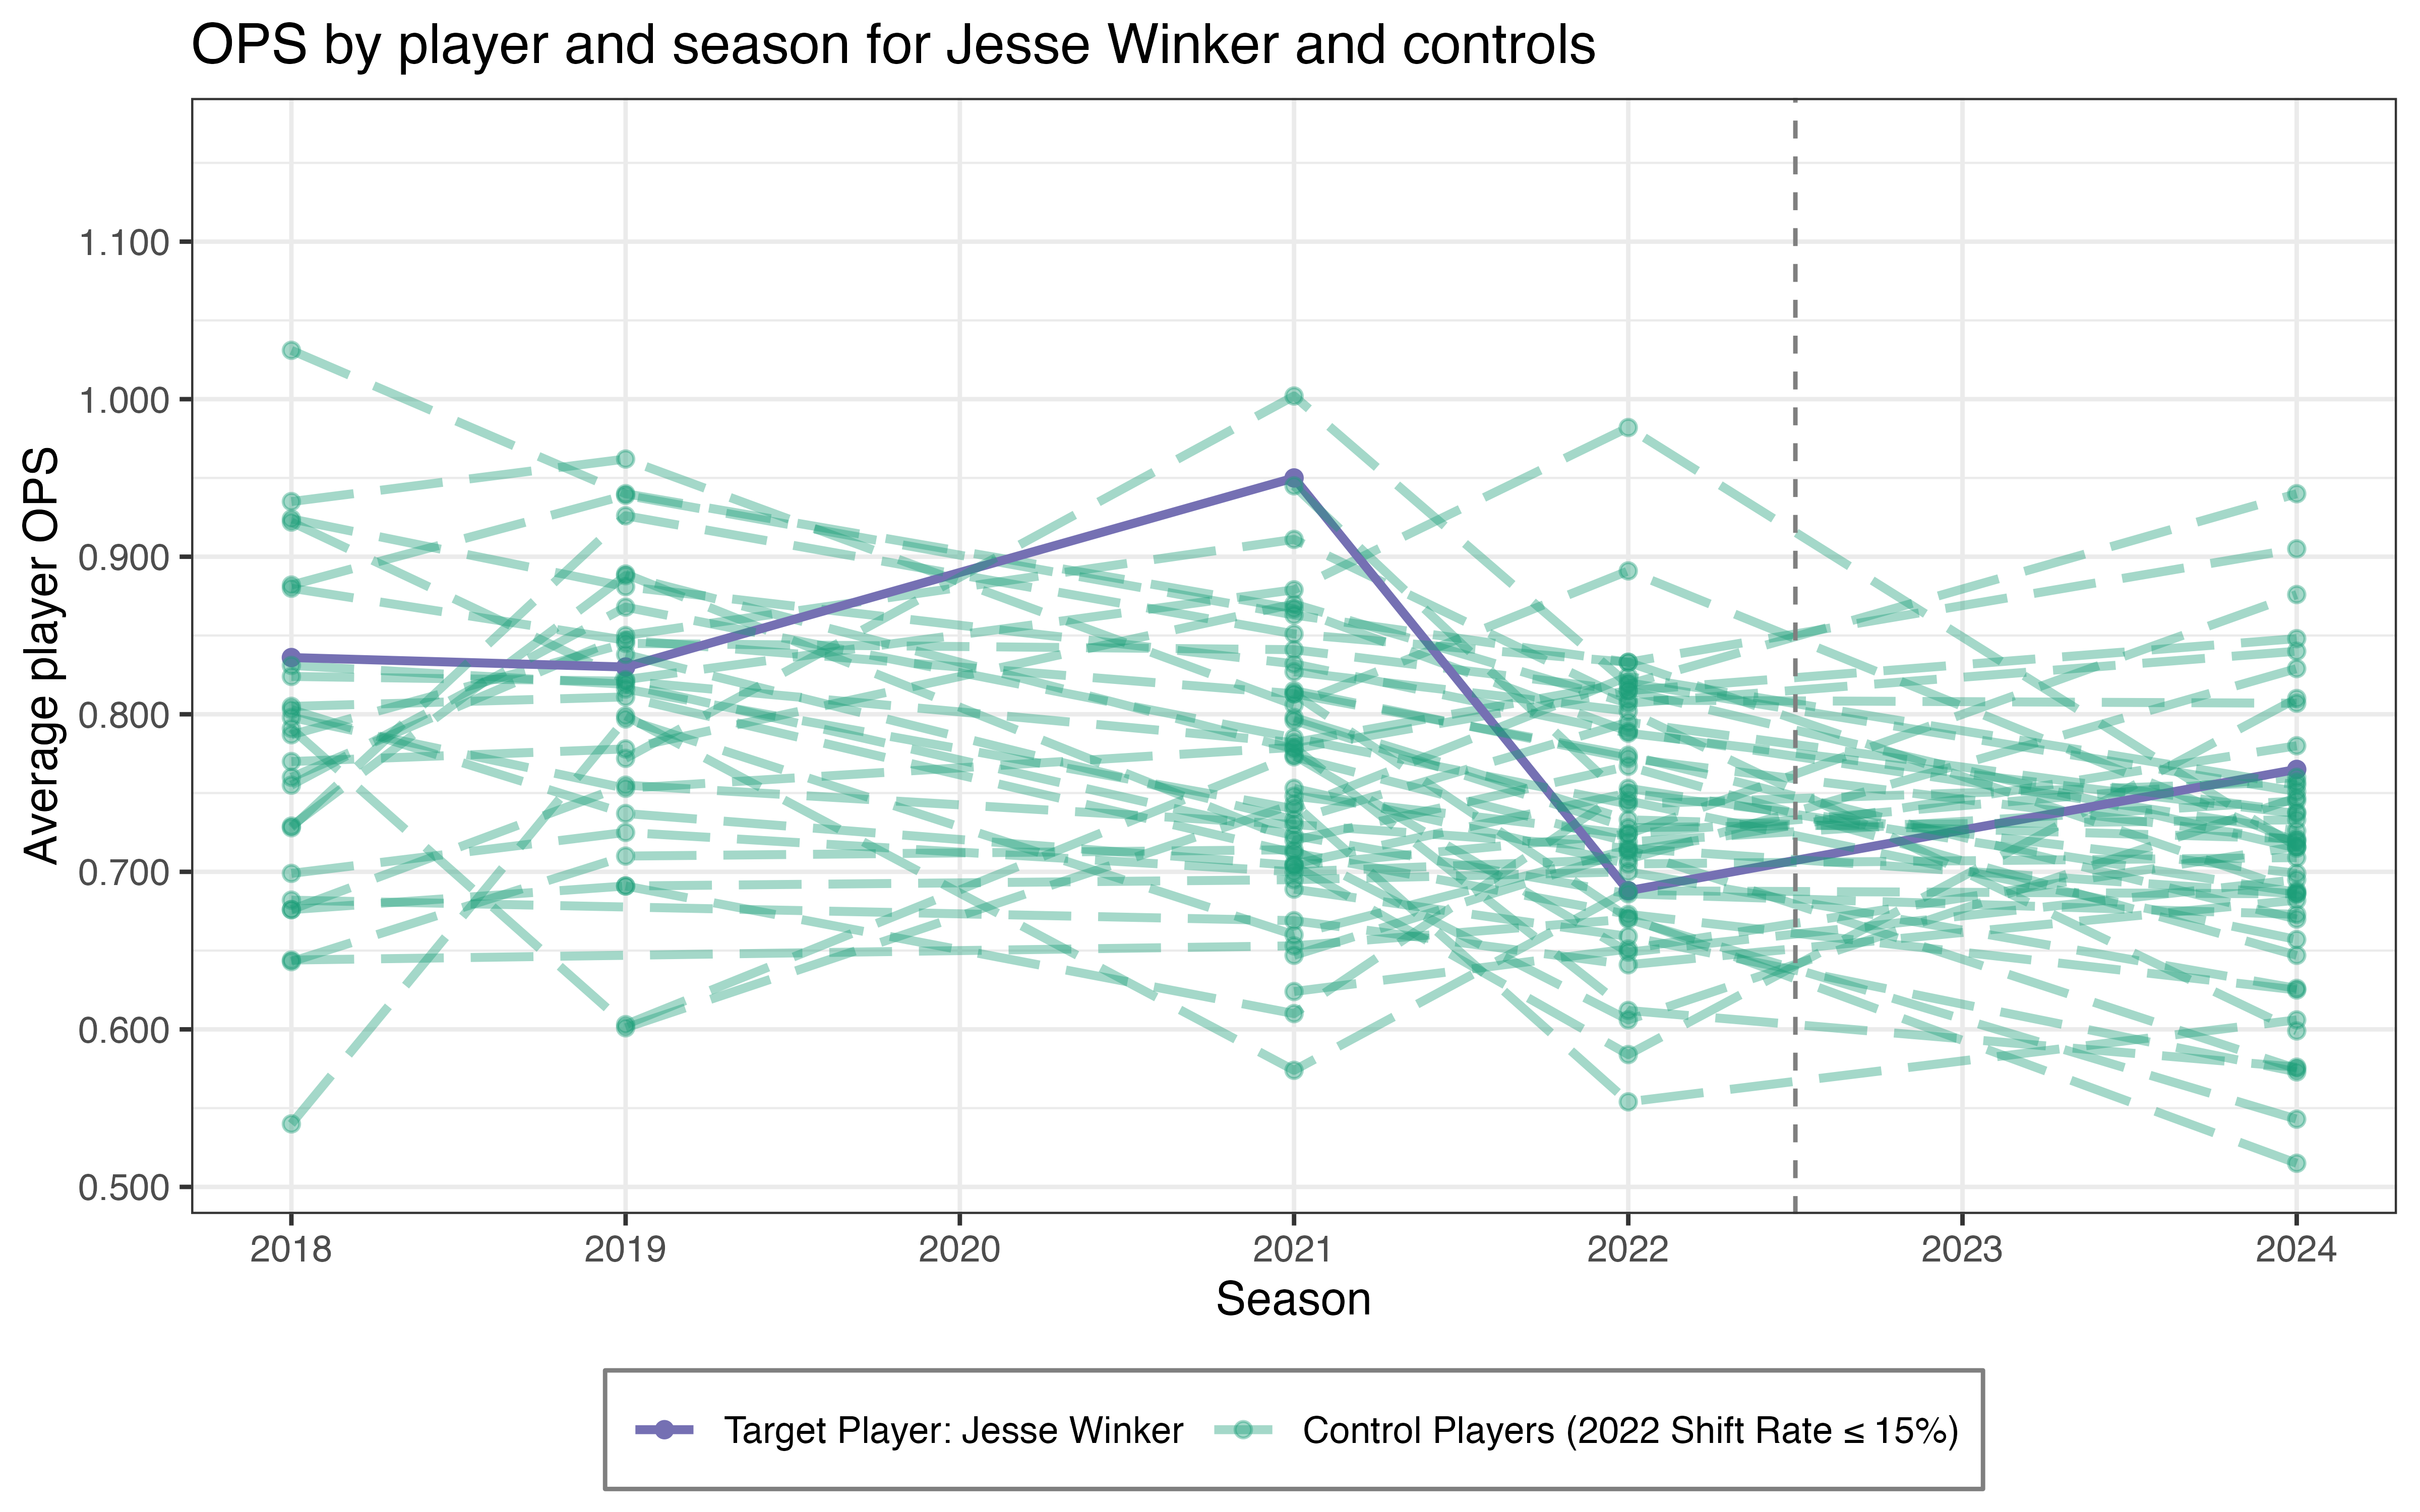 OPS by player and season for Jesse Winker and controls
Average player OPS
1.100
1.000
0.900
0.800
0.700
0.600
0.500
2018 2019 2020 2021 2022 2023 2024
Season
Target Player: Jesse Winker Control Players (2022 Shift Rate ≤ 15%)